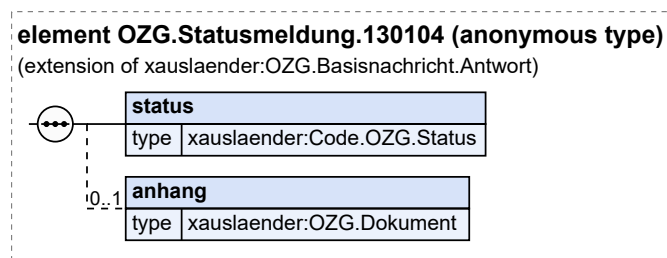 element OZG.Statusmeldung.130104 (anonymous type)
(extension of xauslaender:OZG.Basisnachricht.Antwort)
status
type xauslaender:Code.OZG.Status
0..1 anhang
type xauslaender:OZG.Dokument